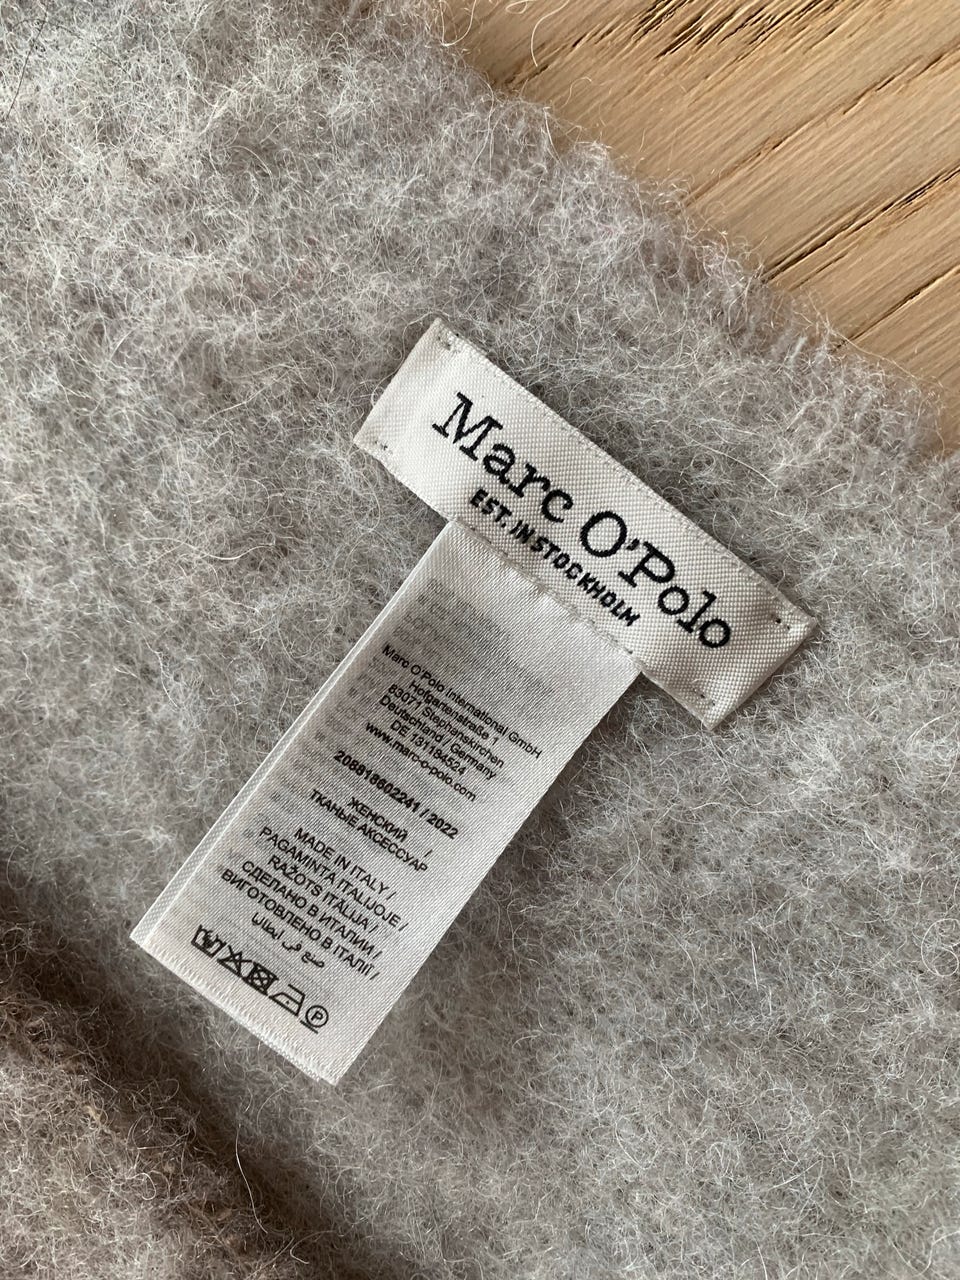 Marc O'Polo
EST. IN STOCKHOLM
Marc O'Polo International GmbH
Hofgartenstraße 1
83071 Stephanskirchen
Deutschland / Germany
DE 131184524
www.marc-o-polo.com
208818602241 / 2022
ЖЕНСКИЙ /
ТКАНЫЕ АКСЕССУАР
MADE IN ITALY /
PAGAMINTA ITALIJOJE /
RAŽOTS ITĀLIJA /
СДЕЛАНО В ИТАЛИИ /
ВИГОТОВЛЕНО В ІТАЛІЇ /
صنع في ايطاليا
P